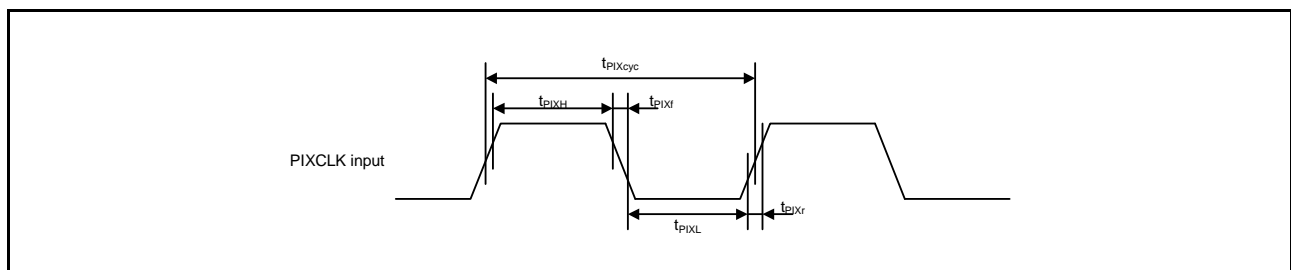 tPIXcyc
tPIXH
tPIXf
PIXCLK input
tPIXL
tPIXr